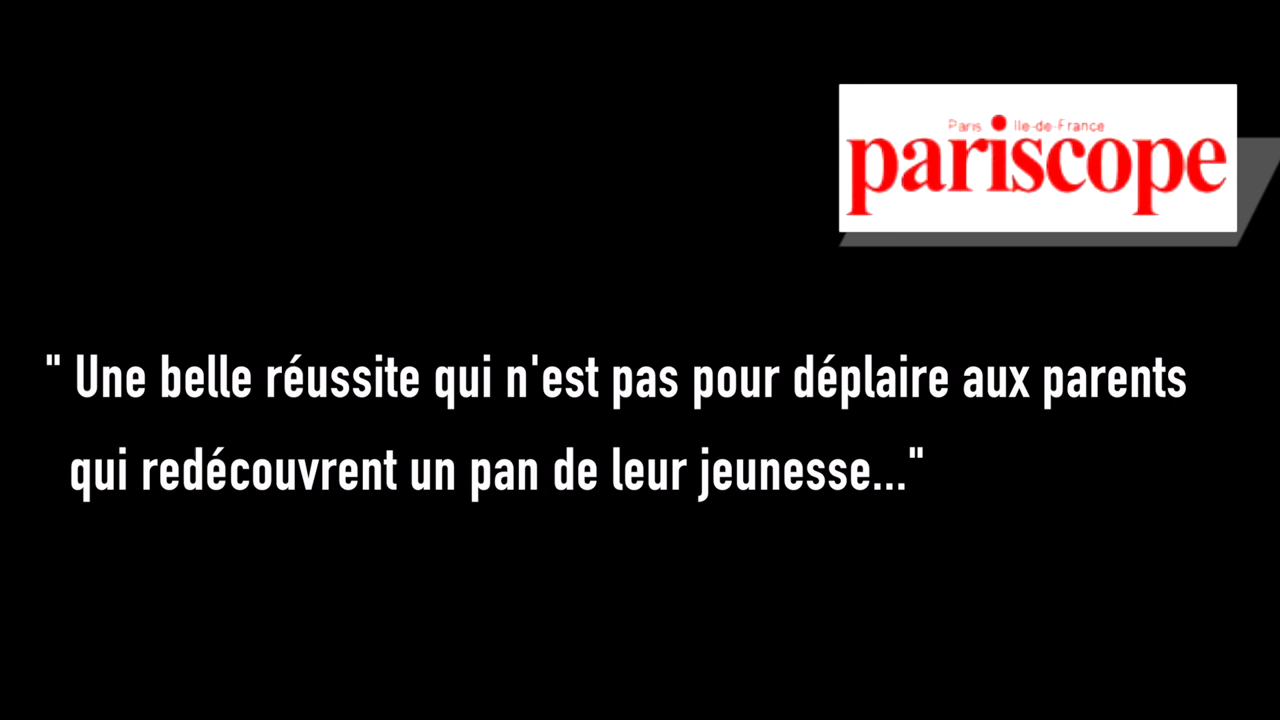 Paris Ile-de-France
pariscope
" Une belle réussite qui n'est pas pour déplaire aux parents
qui redécouvrent un pan de leur jeunesse..."